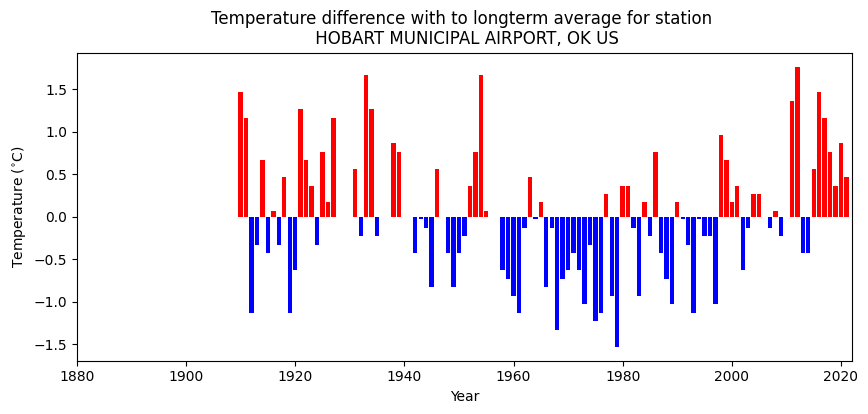 Temperature difference with to longterm average for station
HOBART MUNICIPAL AIRPORT, OK US
Temperature (°C)
1.5
1.0
0.5
0.0
−0.5
−1.0
−1.5
1880 1900 1920 1940 1960 1980 2000 2020
Year